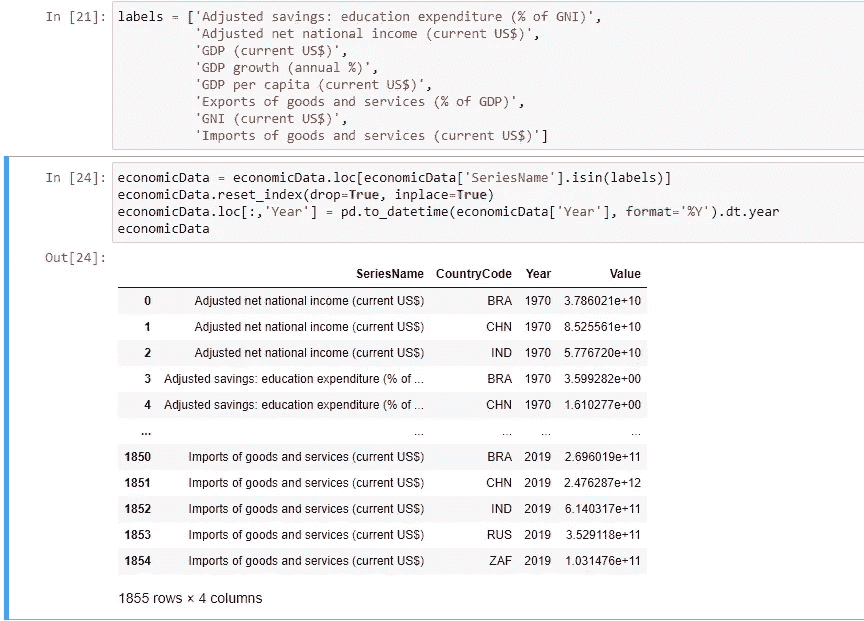 In [21]: labels = ['Adjusted savings: education expenditure (% of GNI)',
'Adjusted net national income (current US$)',
'GDP (current US$)',
'GDP growth (annual %)',
'GDP per capita (current US$)',
'Exports of goods and services (% of GDP)',
'GNI (current US$)',
'Imports of goods and services (current US$)']
In [24]: economicData = economicData.loc[economicData['SeriesName'].isin(labels)]
economicData.reset_index(drop=True, inplace=True)
economicData.loc[:,'Year'] = pd.to_datetime(economicData['Year'], format='%Y').dt.year
economicData
Out[24]:
SeriesName CountryCode Year Value
0 Adjusted net national income (current US$) BRA 1970 3.786021e+10
1 Adjusted net national income (current US$) CHN 1970 8.525561e+10
2 Adjusted net national income (current US$) IND 1970 5.776720e+10
3 Adjusted savings: education expenditure (% of ... BRA 1970 3.599282e+00
4 Adjusted savings: education expenditure (% of ... CHN 1970 1.610277e+00
... ... ... ... ...
1850 Imports of goods and services (current US$) BRA 2019 2.696019e+11
1851 Imports of goods and services (current US$) CHN 2019 2.476287e+12
1852 Imports of goods and services (current US$) IND 2019 6.140317e+11
1853 Imports of goods and services (current US$) RUS 2019 3.529118e+11
1854 Imports of goods and services (current US$) ZAF 2019 1.031476e+11
1855 rows × 4 columns